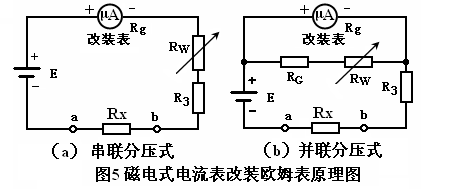 + μA - Rg
改装表
RW
R3
+ E -
a Rx b
(a) 串联分压式
+ μA - Rg
改装表
RG RW
R3
+ E -
a Rx b
(b) 并联分压式
图5 磁电式电流表改装欧姆表原理图